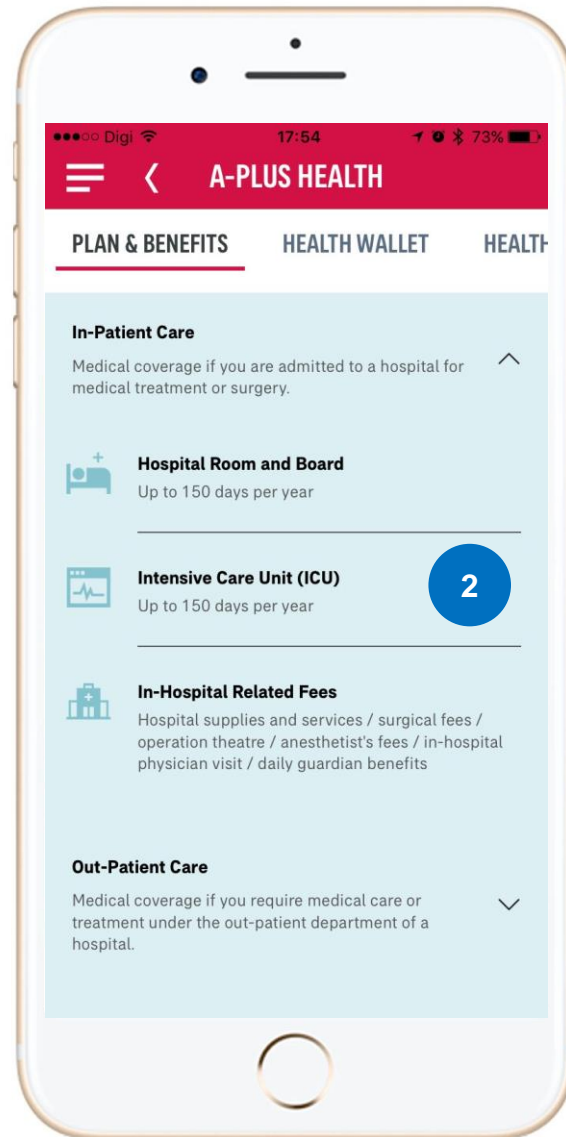 Digi 17:54 73%
A-PLUS HEALTH
PLAN & BENEFITS HEALTH WALLET HEALTH
In-Patient Care
Medical coverage if you are admitted to a hospital for
medical treatment or surgery.
Hospital Room and Board
Up to 150 days per year
Intensive Care Unit (ICU)
Up to 150 days per year
2
In-Hospital Related Fees
Hospital supplies and services / surgical fees /
operation theatre / anesthetist's fees / in-hospital
physician visit / daily guardian benefits
Out-Patient Care
Medical coverage if you require medical care or
treatment under the out-patient department of a
hospital.